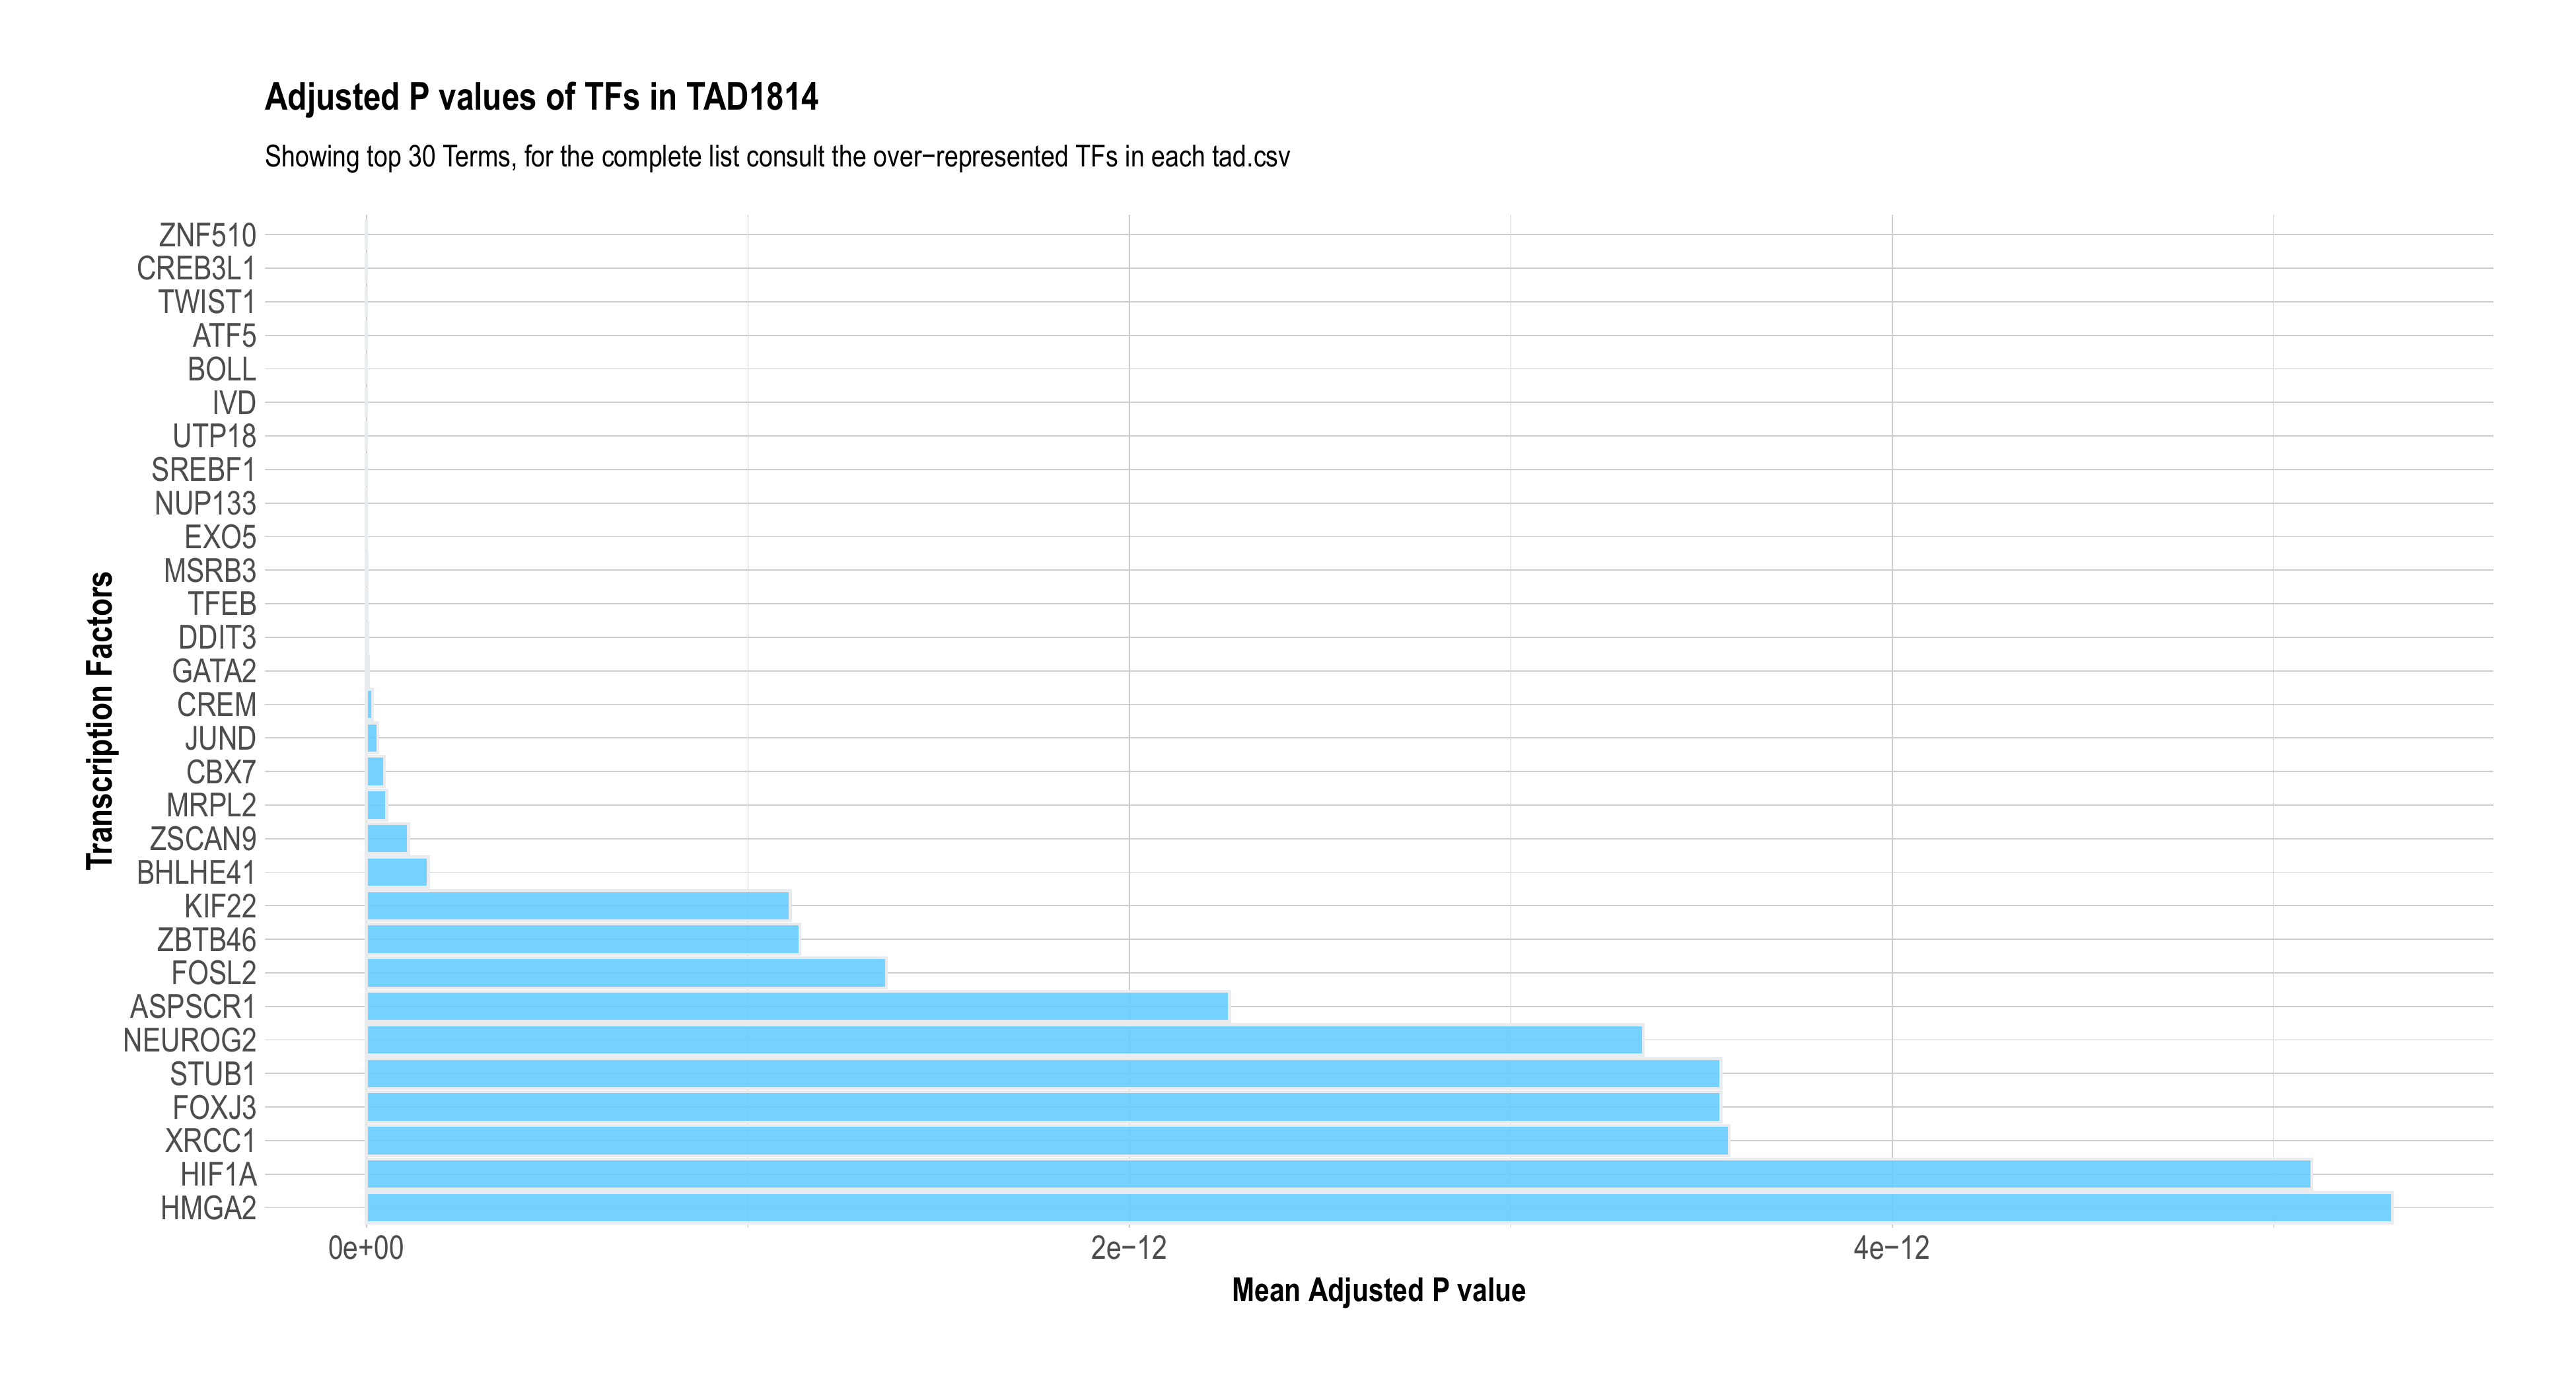 Adjusted P values of TFs in TAD1814
Showing top 30 Terms, for the complete list consult the over−represented TFs in each tad.csv
Transcription Factors
ZNF510
CREB3L1
TWIST1
ATF5
BOLL
IVD
UTP18
SREBF1
NUP133
EXO5
MSRB3
TFEB
DDIT3
GATA2
CREM
JUND
CBX7
MRPL2
ZSCAN9
BHLHE41
KIF22
ZBTB46
FOSL2
ASPSCR1
NEUROG2
STUB1
FOXJ3
XRCC1
HIF1A
HMGA2
0e+00 2e−12 4e−12
Mean Adjusted P value